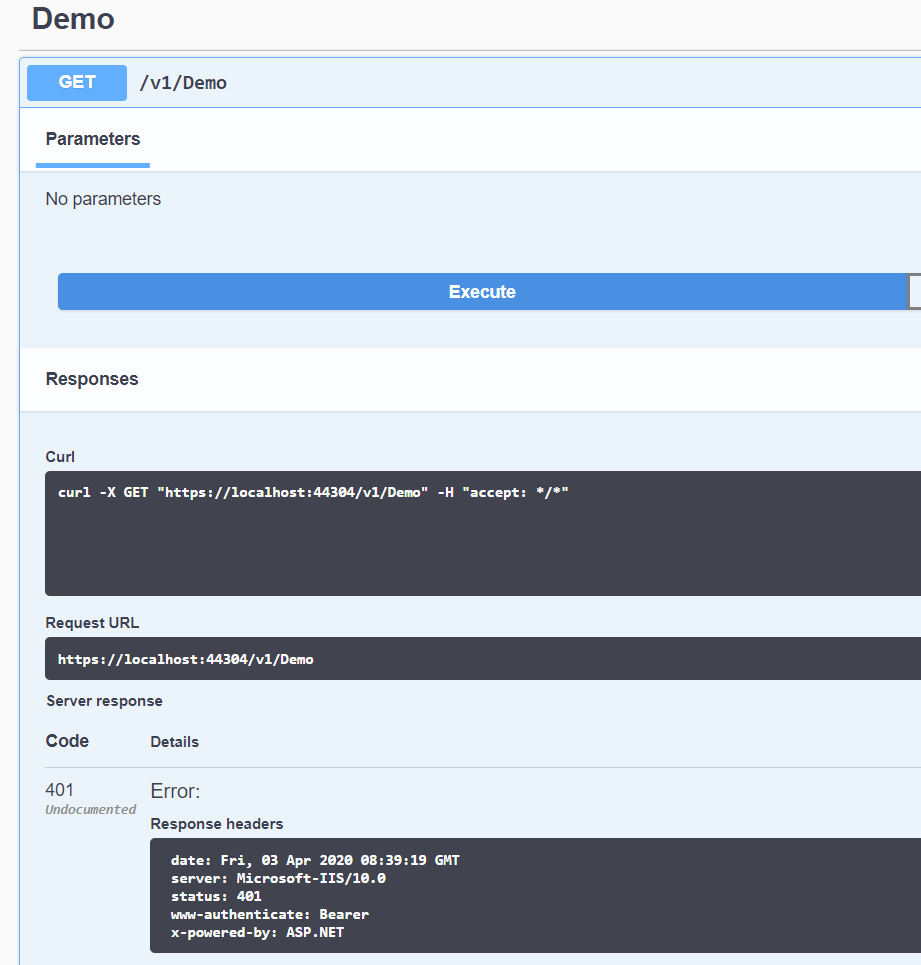 Demo
GET /v1/Demo
Parameters
No parameters
Execute
Responses
Curl
curl -X GET "https://localhost:44304/v1/Demo" -H "accept: */*"
Request URL
https://localhost:44304/v1/Demo
Server response
Code Details
401 Error:
Undocumented
Response headers
date: Fri, 03 Apr 2020 08:39:19 GMT
server: Microsoft-IIS/10.0
status: 401
www-authenticate: Bearer
x-powered-by: ASP.NET